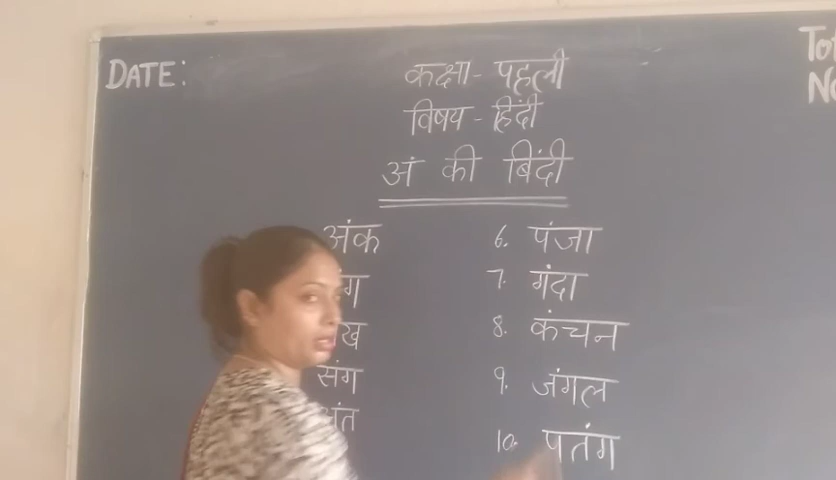 DATE:
कक्षा - पहली
विषय - हिंदी
अं की बिंदी
अंक
संग
6. पंजा
7. गंदा
8. कंचन
9. जंगल
10. पतंग